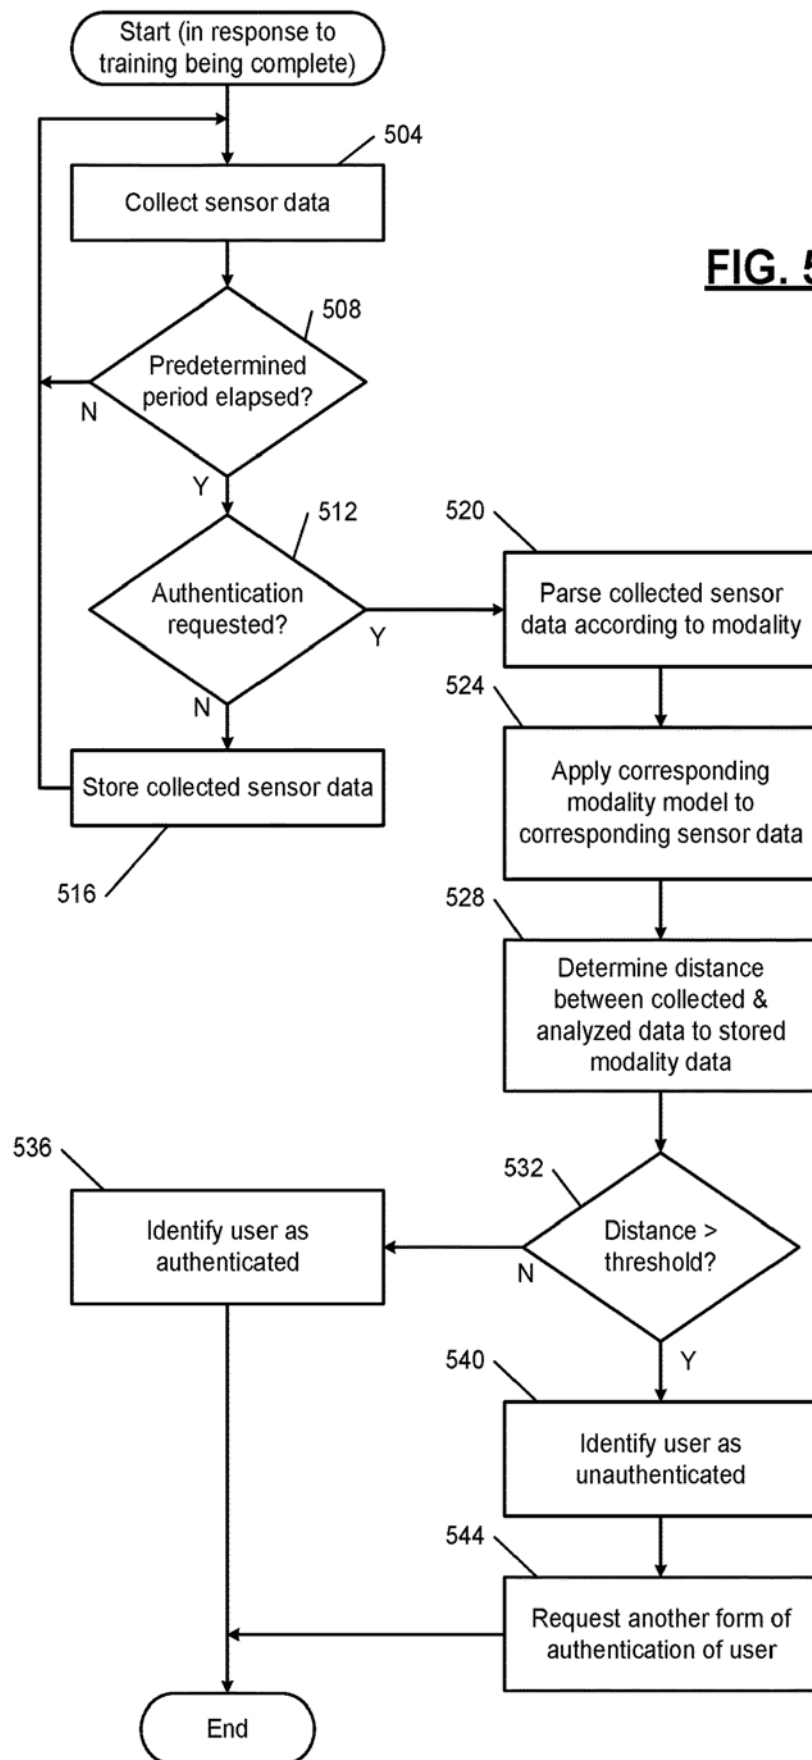 Start (in response to
training being complete)
504
Collect sensor data
FIG. 5
508
Predetermined
period elapsed?
N
Y
512
Authentication
requested?
Y
N
520
Parse collected sensor
data according to modality
524
Apply corresponding
modality model to
corresponding sensor data
Store collected sensor data
516
528
Determine distance
between collected &
analyzed data to stored
modality data
532
Distance >
threshold?
N
Y
536
Identify user as
authenticated
540
Identify user as
unauthenticated
544
Request another form of
authentication of user
End